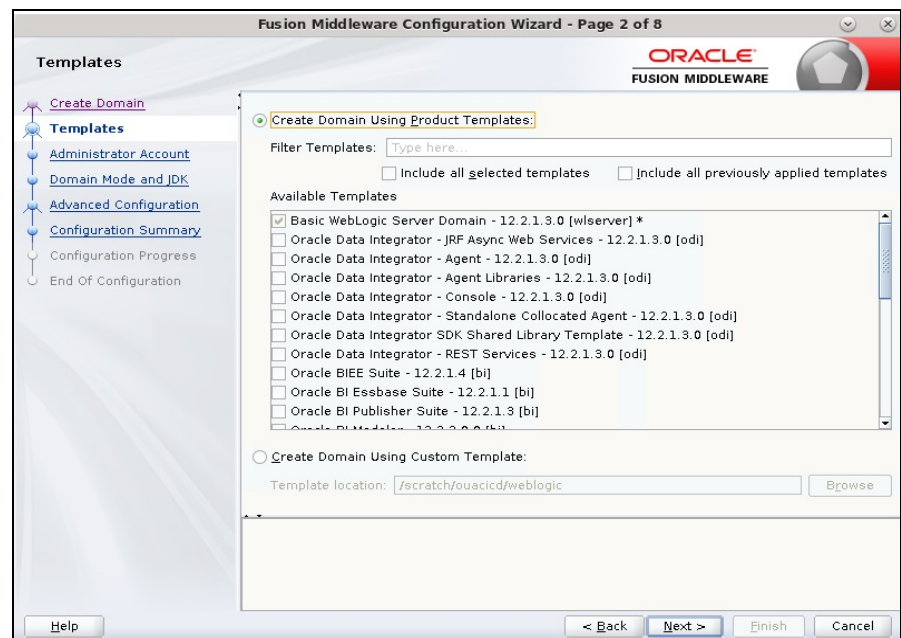 Fusion Middleware Configuration Wizard - Page 2 of 8
Templates
ORACLE
FUSION MIDDLEWARE
Create Domain
Templates
Administrator Account
Domain Mode and JDK
Advanced Configuration
Configuration Summary
Configuration Progress
End Of Configuration
Create Domain Using Product Templates:
Filter Templates: Type here...
Include all selected templates Include all previously applied templates
Available Templates
Basic WebLogic Server Domain - 12.2.1.3.0 [wlserver] *
Oracle Data Integrator - JRF Async Web Services - 12.2.1.3.0 [odi]
Oracle Data Integrator - Agent - 12.2.1.3.0 [odi]
Oracle Data Integrator - Agent Libraries - 12.2.1.3.0 [odi]
Oracle Data Integrator - Console - 12.2.1.3.0 [odi]
Oracle Data Integrator - Standalone Collocated Agent - 12.2.1.3.0 [odi]
Oracle Data Integrator SDK Shared Library Template - 12.2.1.3.0 [odi]
Oracle Data Integrator - REST Services - 12.2.1.3.0 [odi]
Oracle BIEE Suite - 12.2.1.4 [bi]
Oracle BI Essbase Suite - 12.2.1.1 [bi]
Oracle BI Publisher Suite - 12.2.1.3 [bi]
Create Domain Using Custom Template:
Template location: /scratch/ouacicd/weblogic Browse
Help < Back Next > Finish Cancel